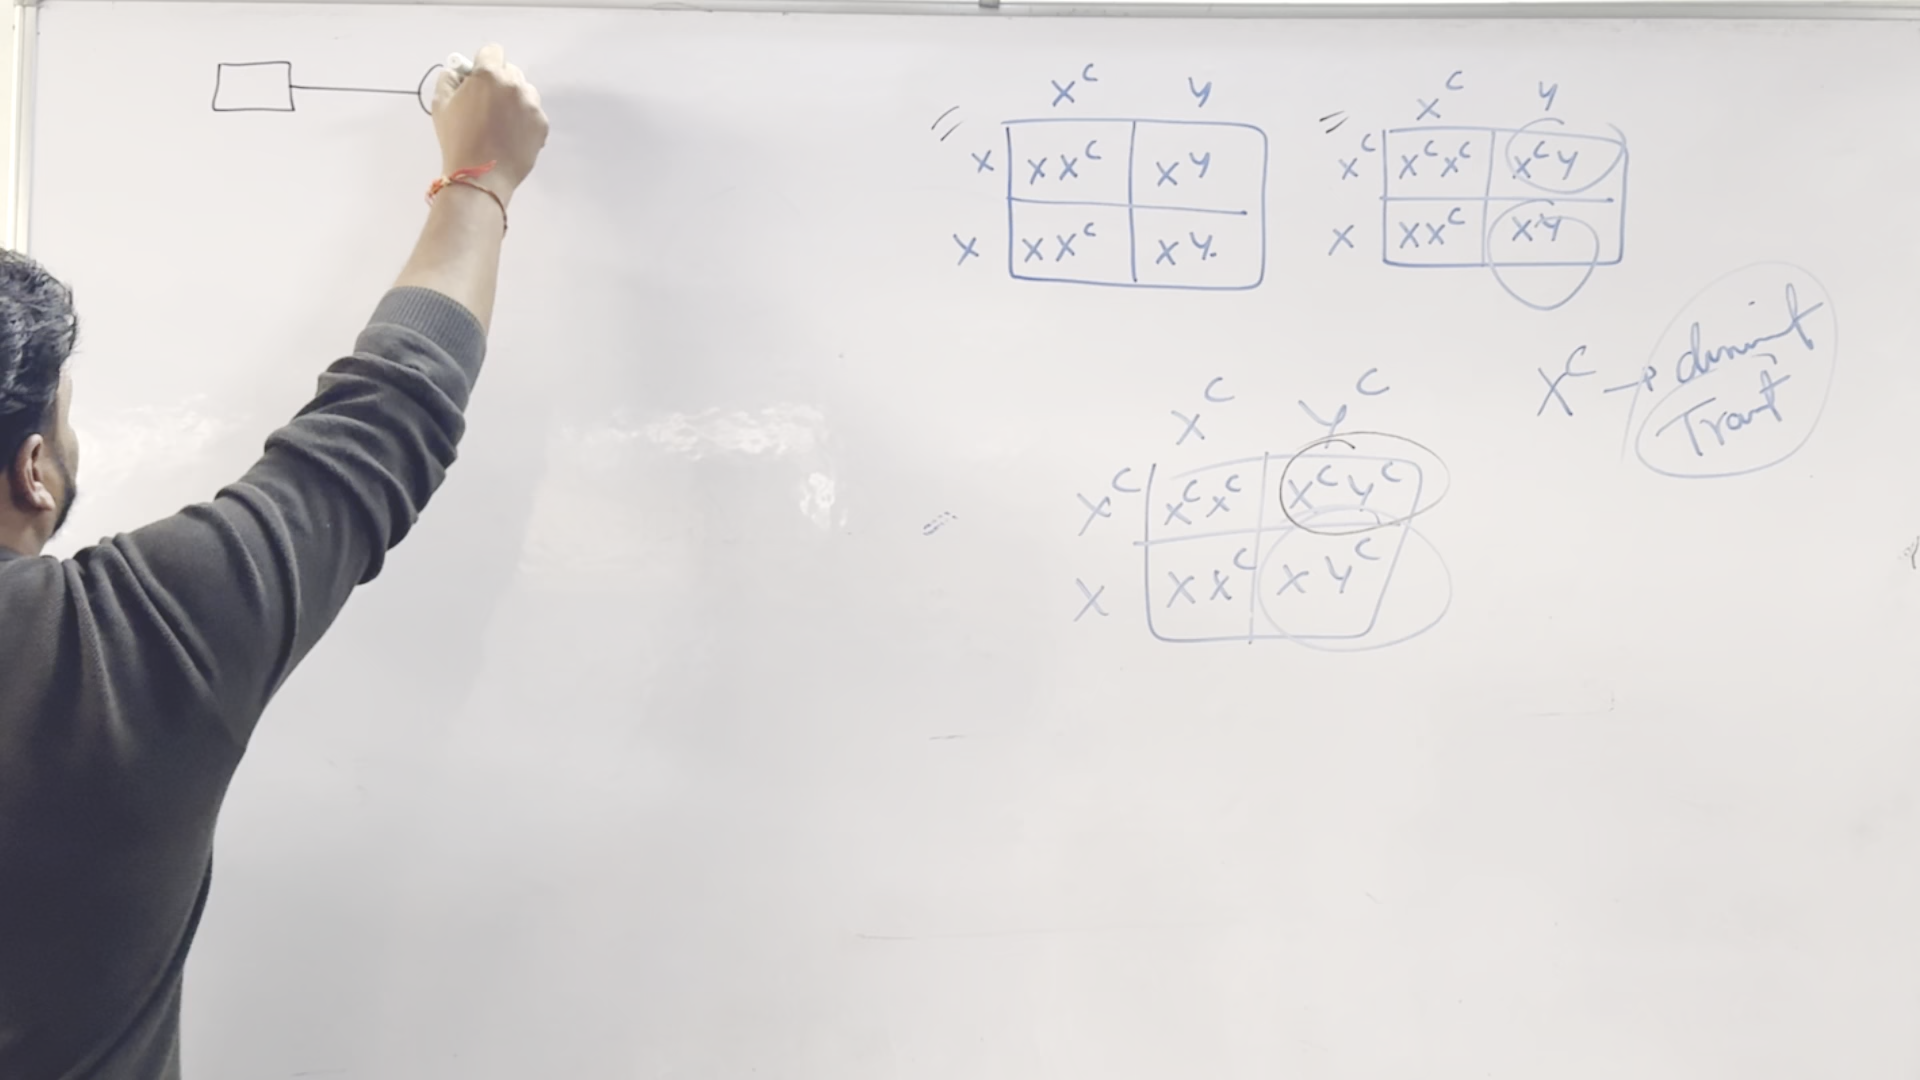 X^C Y
X XX^C XY
X XX^C XY.
X^C Y
X^C X^CX^C X^CY
X XX^C XY
X^C → dominant
Trait
X^C Y^C
X^C X^CX^C X^CY^C
X XX^C XY^C